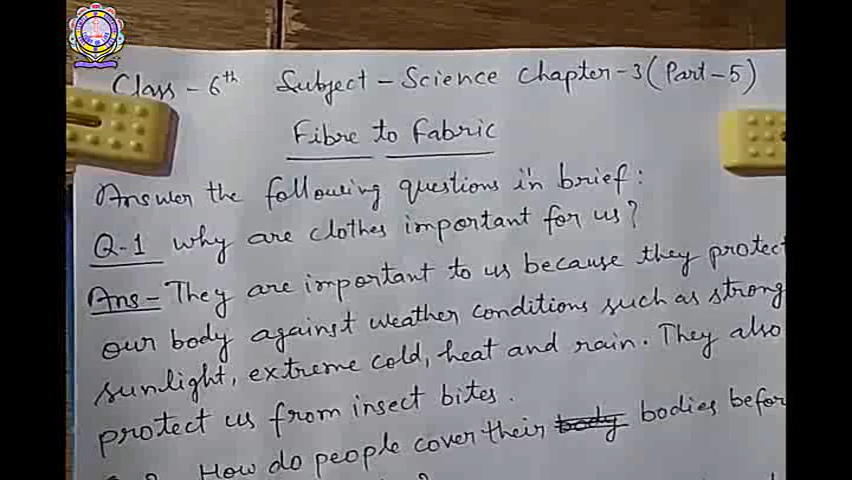 Class - 6th Subject - Science Chapter - 3 (Part - 5)
Fibre to Fabric
Answer the following questions in brief:
Q-1 Why are clothes important for us?
Ans - They are important to us because they protect
our body against weather conditions such as strong
sunlight, extreme cold, heat and rain. They also
protect us from insect bites.
How do people cover their body bodies befor